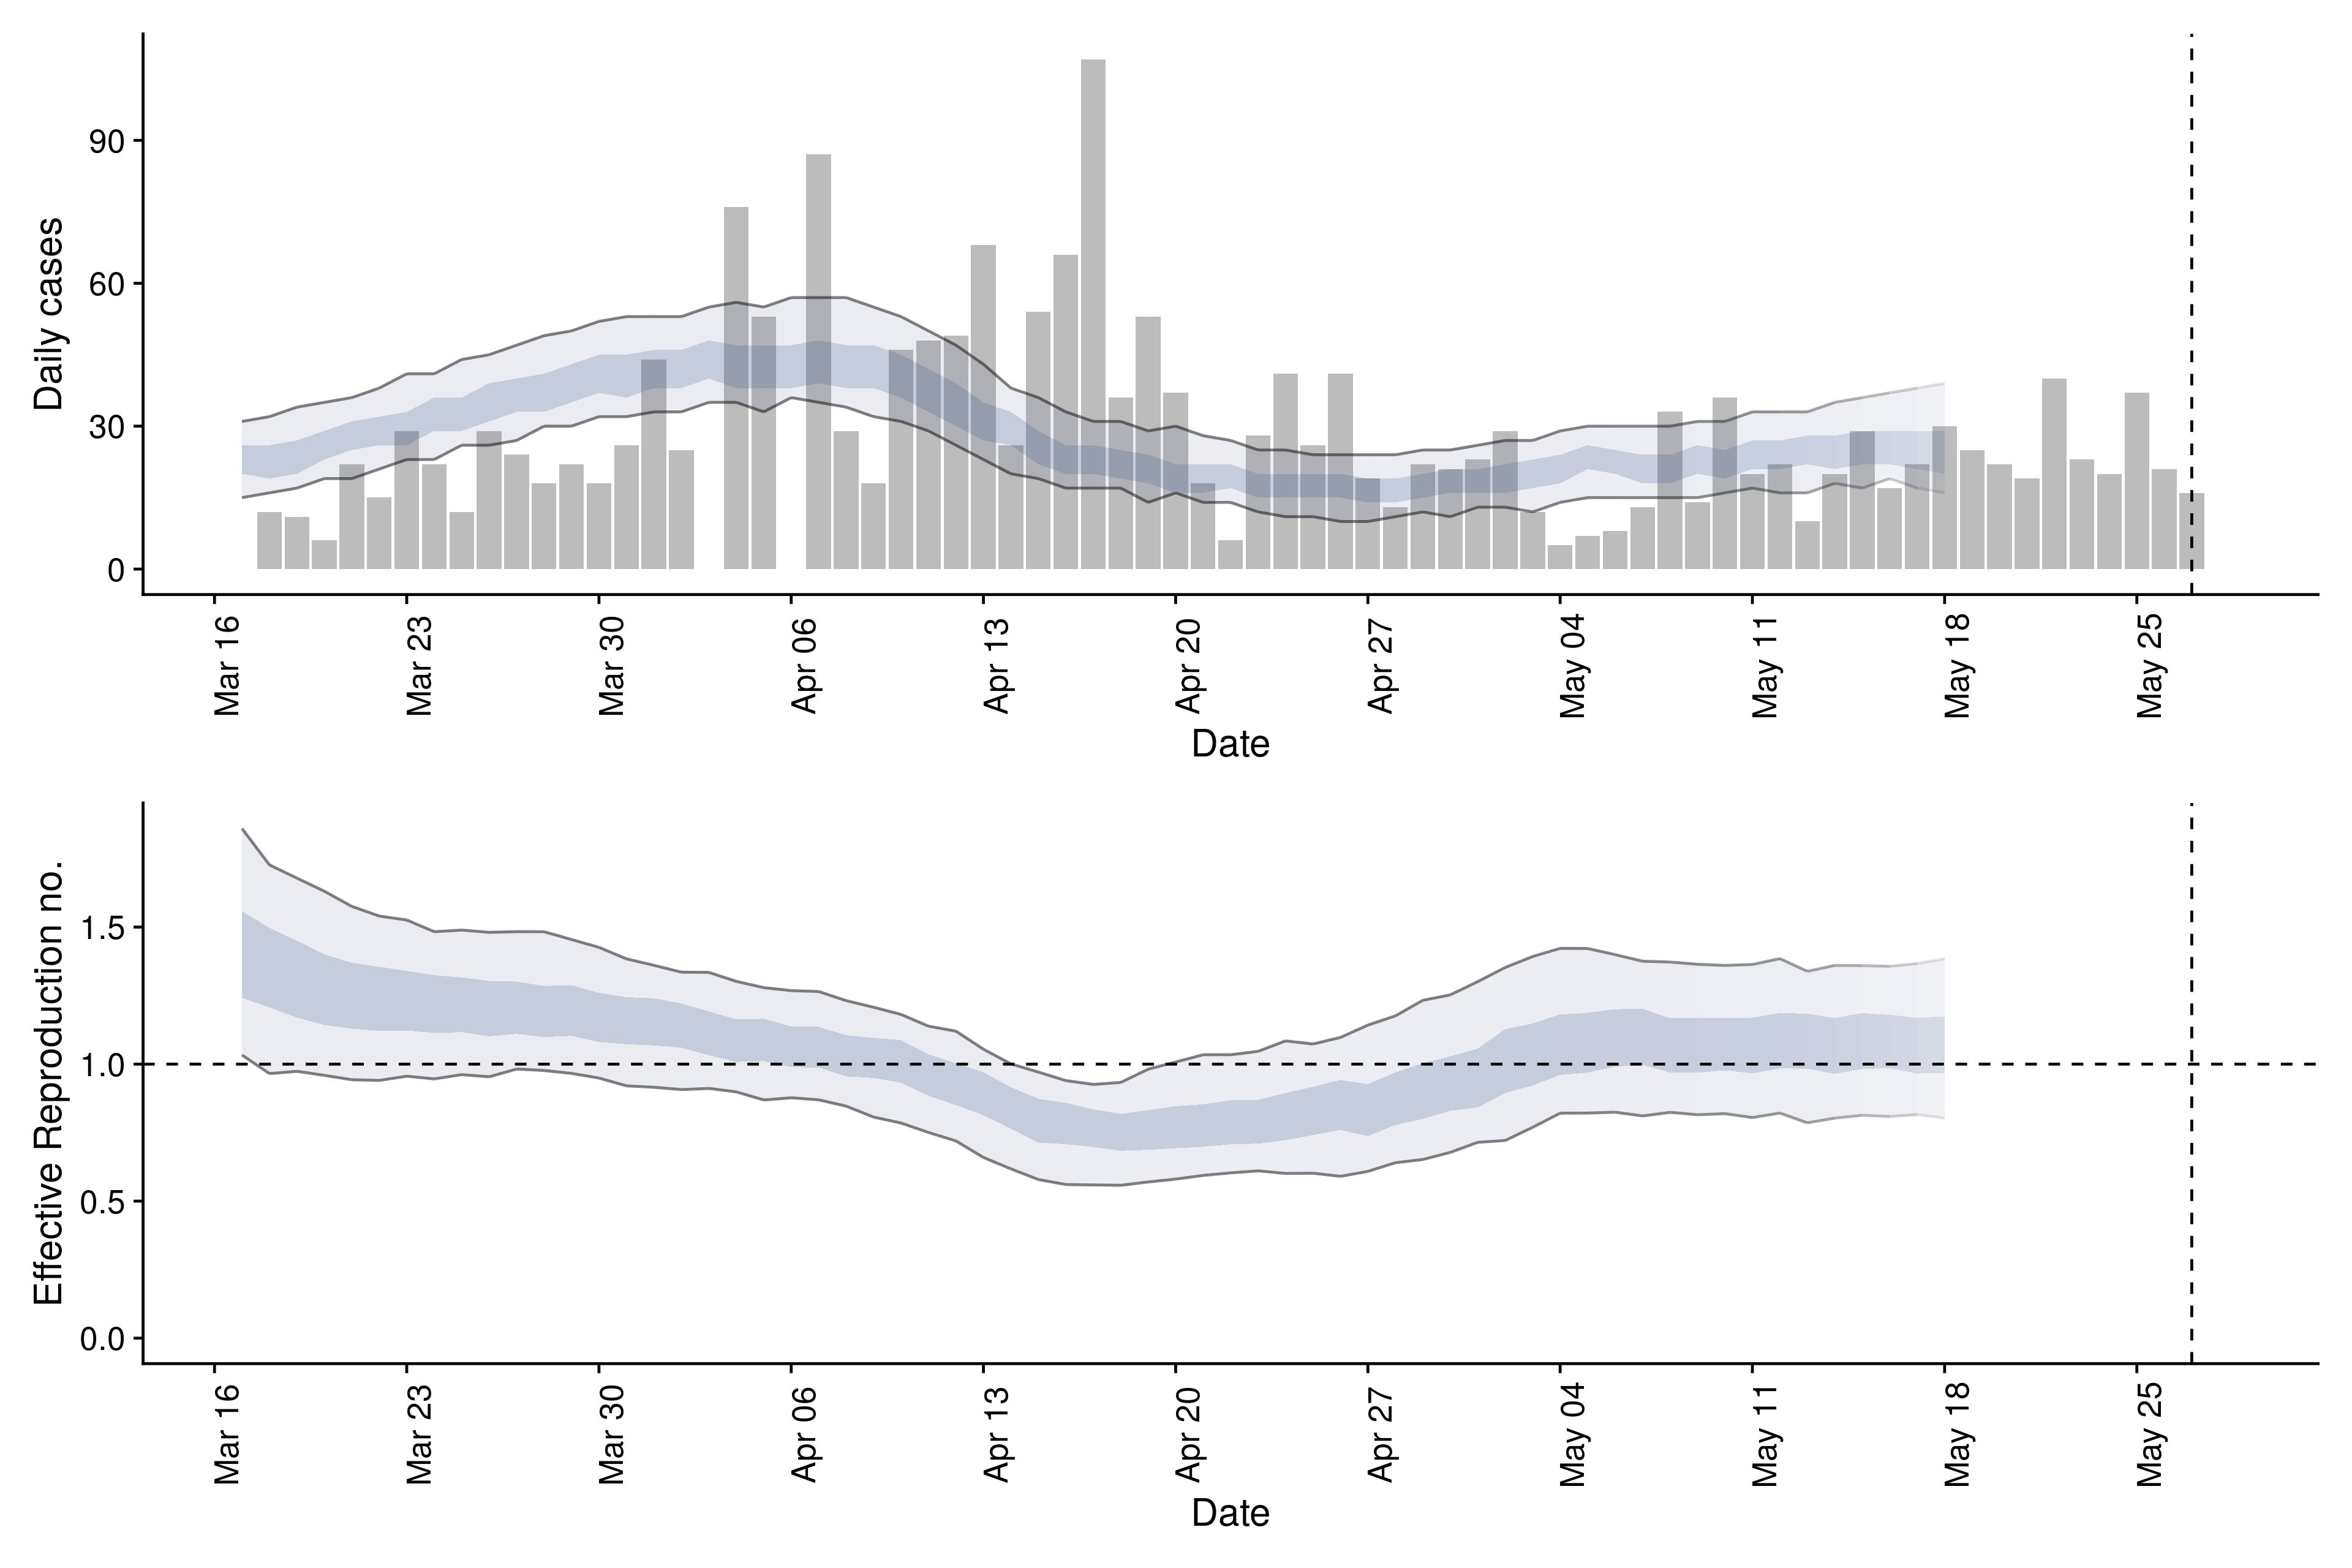 Daily cases
90
60
30
0
Mar 16
Mar 23
Mar 30
Apr 06
Apr 13
Apr 20
Apr 27
May 04
May 11
May 18
May 25
Date
Effective Reproduction no.
1.5
1.0
0.5
0.0
Mar 16
Mar 23
Mar 30
Apr 06
Apr 13
Apr 20
Apr 27
May 04
May 11
May 18
May 25
Date